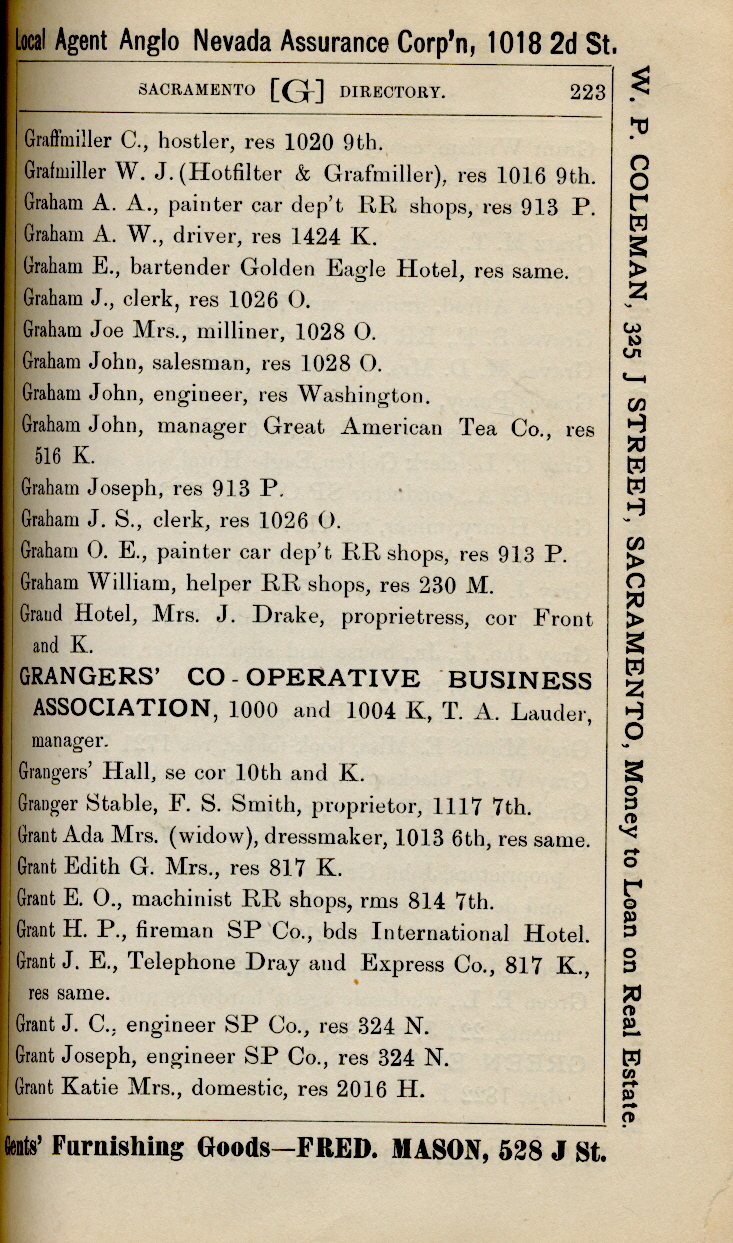 Local Agent Anglo Nevada Assurance Corp'n, 1018 2d St.
SACRAMENTO [G] DIRECTORY. 223
Graffmiller C., hostler, res 1020 9th.
Grafmiller W. J. (Hotfilter & Grafmiller), res 1016 9th.
Graham A. A., painter car dep't RR shops, res 913 P.
Graham A. W., driver, res 1424 K.
Graham E., bartender Golden Eagle Hotel, res same.
Graham J., clerk, res 1026 O.
Graham Joe Mrs., milliner, 1028 O.
Graham John, salesman, res 1028 O.
Graham John, engineer, res Washington.
Graham John, manager Great American Tea Co., res
516 K.
Graham Joseph, res 913 P.
Graham J. S., clerk, res 1026 O.
Graham O. E., painter car dep't RR shops, res 913 P.
Graham William, helper RR shops, res 230 M.
Grand Hotel, Mrs. J. Drake, proprietress, cor Front
and K.
GRANGERS' CO-OPERATIVE BUSINESS
ASSOCIATION, 1000 and 1004 K, T. A. Lauder,
manager.
Grangers' Hall, se cor 10th and K.
Granger Stable, F. S. Smith, proprietor, 1117 7th.
Grant Ada Mrs. (widow), dressmaker, 1013 6th, res same.
Grant Edith G. Mrs., res 817 K.
Grant E. O., machinist RR shops, rms 814 7th.
Grant H. P., fireman SP Co., bds International Hotel.
Grant J. E., Telephone Dray and Express Co., 817 K.,
res same.
Grant J. C., engineer SP Co., res 324 N.
Grant Joseph, engineer SP Co., res 324 N.
Grant Katie Mrs., domestic, res 2016 H.
Gents' Furnishing Goods—FRED. MASON, 528 J St.
W. P. COLEMAN, 325 J STREET, SACRAMENTO, Money to Loan on Real Estate.